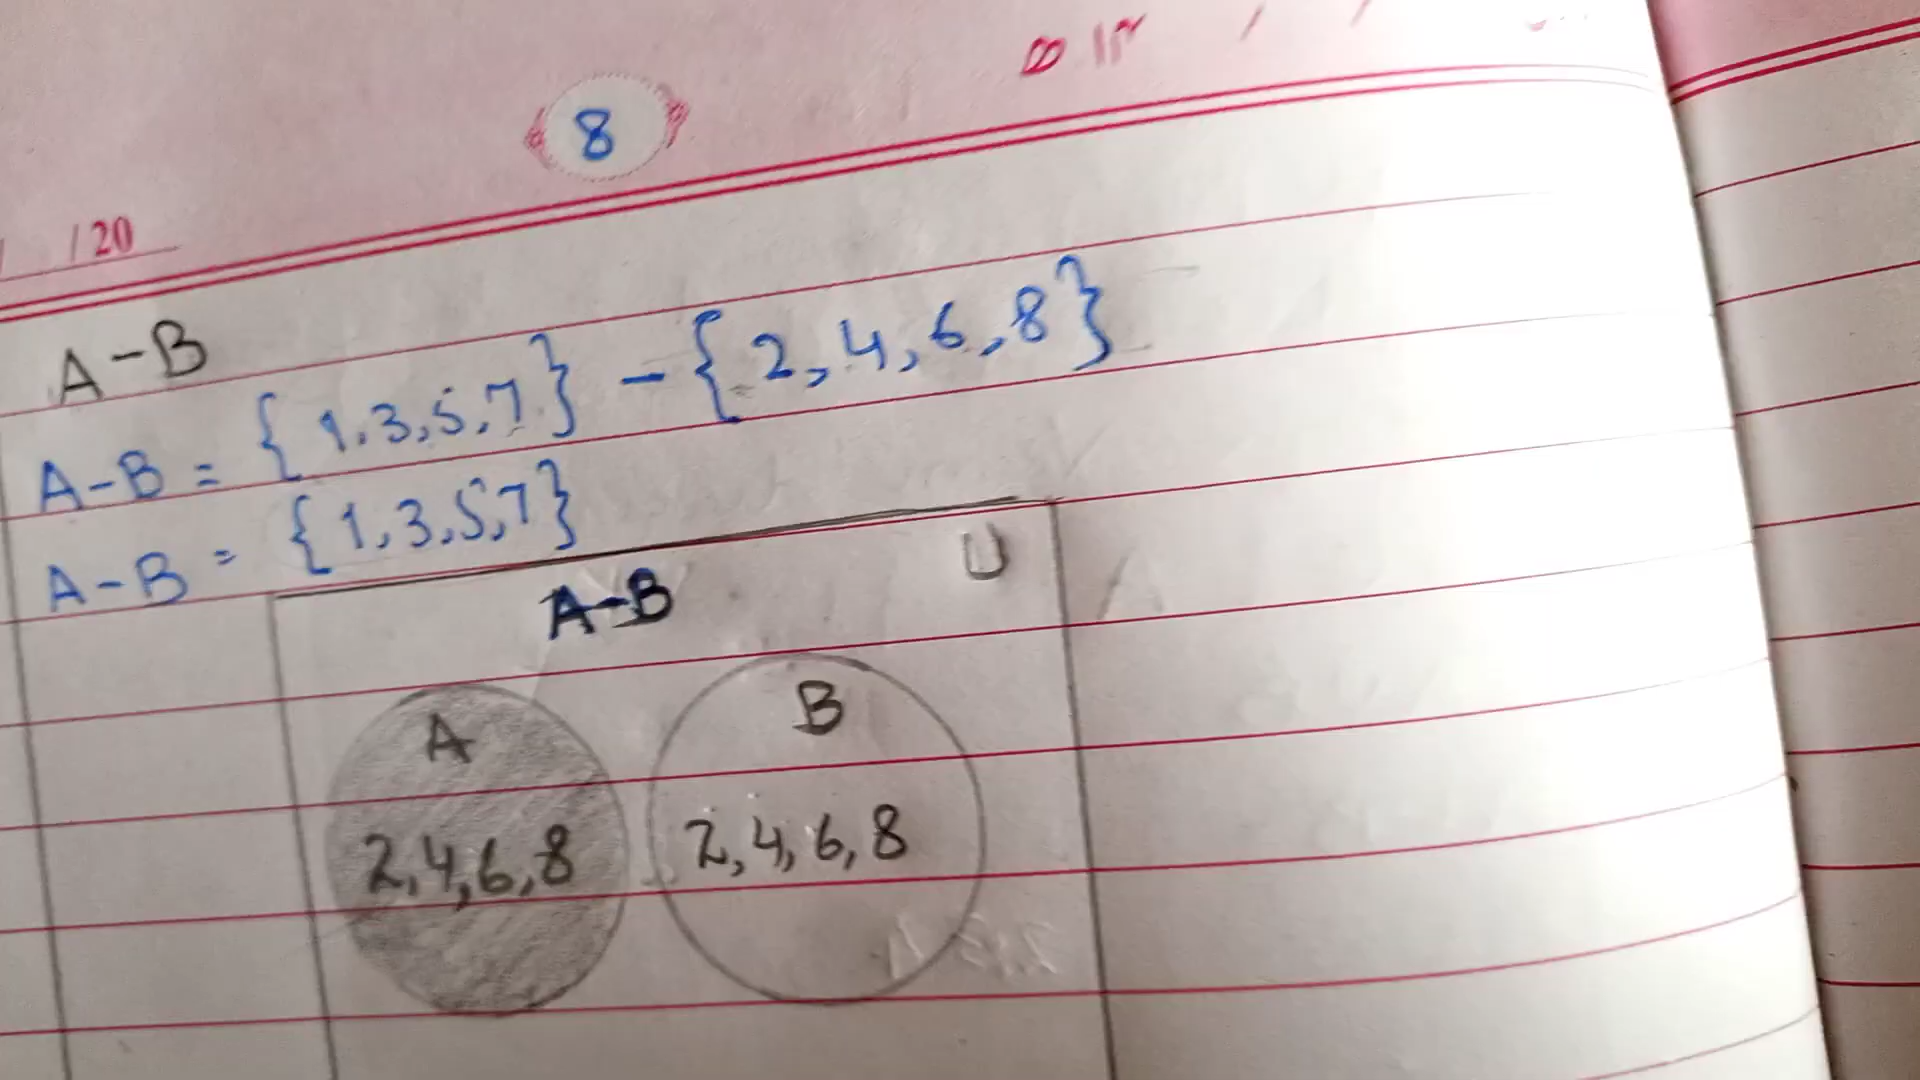 8
/ /20
A-B
A-B = {1,3,5,7} - {2,4,6,8}
A-B = {1,3,5,7}
U
A-B
A
B
2,4,6,8
2,4,6,8